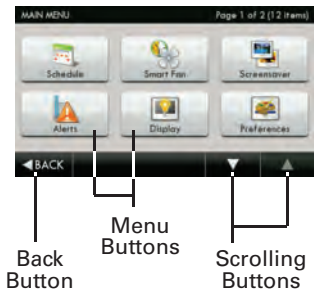 MAIN MENU Page 1 of 2 (12 items)
Schedule Smart Fan Screensaver
Alerts Display Preferences
◀BACK ▼ ▲
Menu
Buttons
Back
Button
Scrolling
Buttons